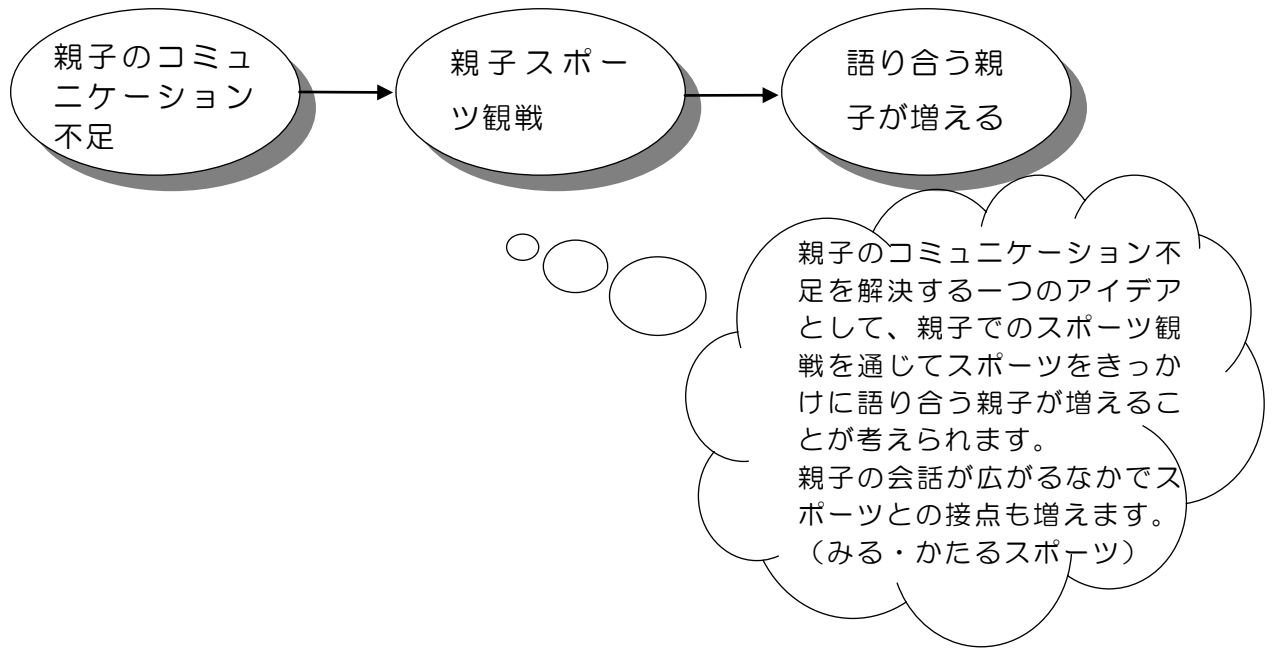 親子のコミュ
ニケーション
不足
親子スポー
ツ観戦
語り合う親
子が増える
親子のコミュニケーション不
足を解決する一つのアイデア
として、親子でのスポーツ観
戦を通じてスポーツをきっか
けに語り合う親子が増えるこ
とが考えられます。
親子の会話が広がるなかでス
ポーツとの接点も増えます。
（みる・かたるスポーツ）